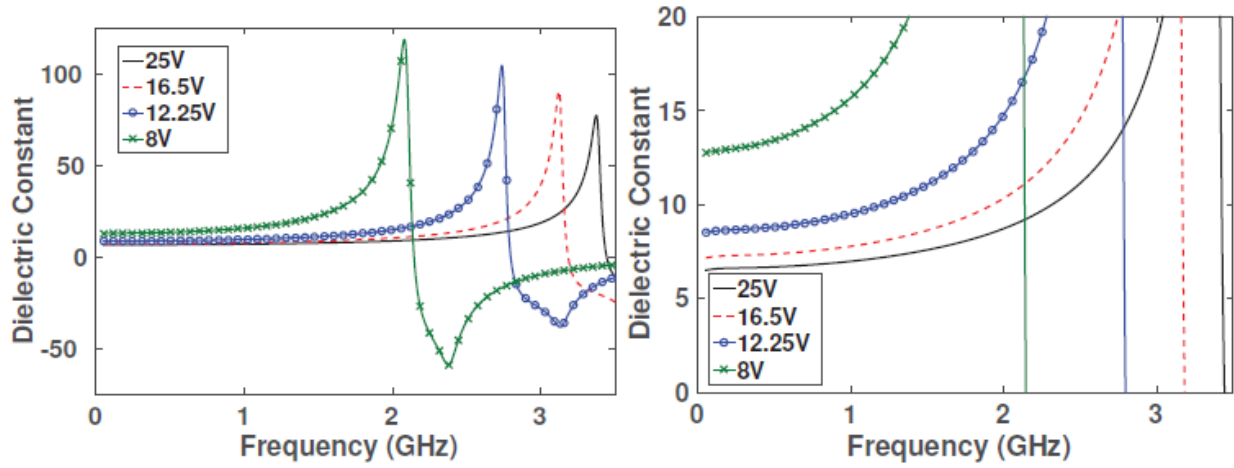 Dielectric Constant
100
50
0
-50
25V
16.5V
12.25V
8V
0
1
2
3
Frequency (GHz)
Dielectric Constant
20
15
10
5
0
25V
16.5V
12.25V
8V
0
1
2
3
Frequency (GHz)